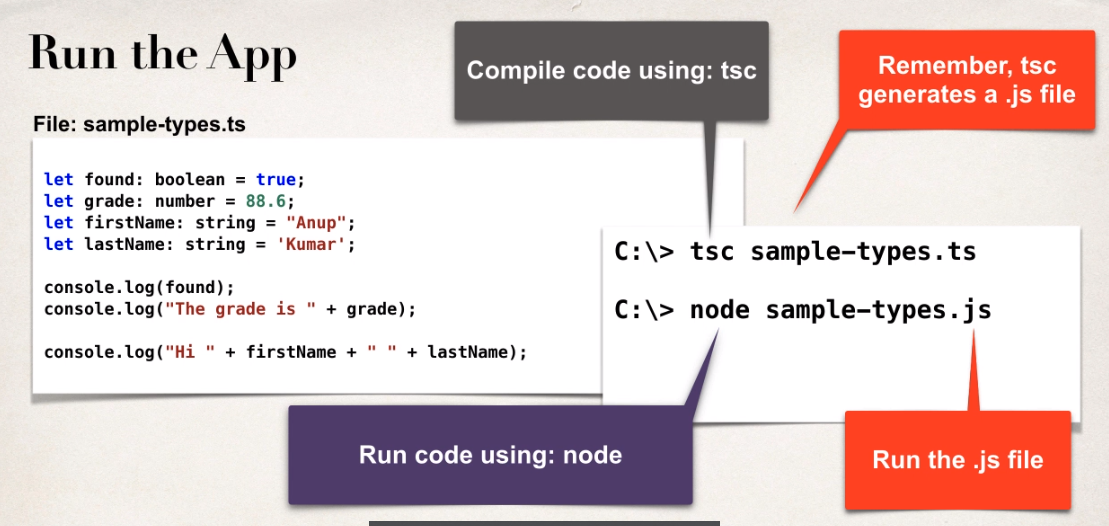 Run the App
Compile code using: tsc
Remember, tsc
generates a .js file
File: sample-types.ts
let found: boolean = true;
let grade: number = 88.6;
let firstName: string = "Anup";
let lastName: string = 'Kumar';
console.log(found);
console.log("The grade is " + grade);
console.log("Hi " + firstName + " " + lastName);
C:\> tsc sample-types.ts
C:\> node sample-types.js
Run code using: node
Run the .js file